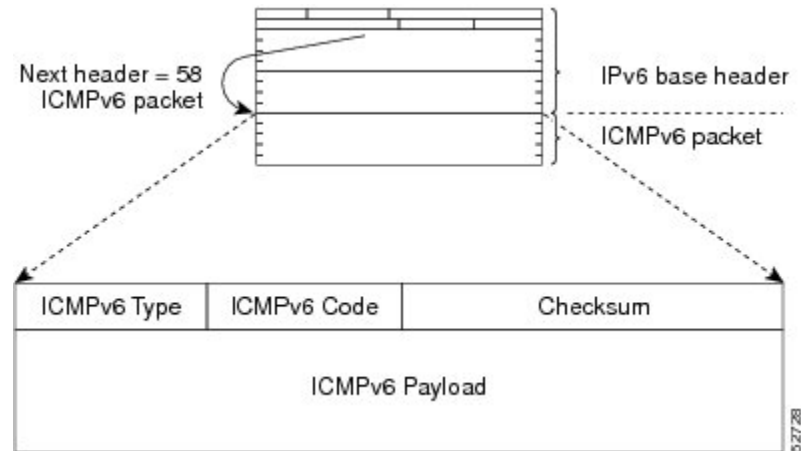 Next header = 58
ICMPv6 packet
IPv6 base header
ICMPv6 packet
ICMPv6 Type
ICMPv6 Code
Checksum
ICMPv6 Payload
52728